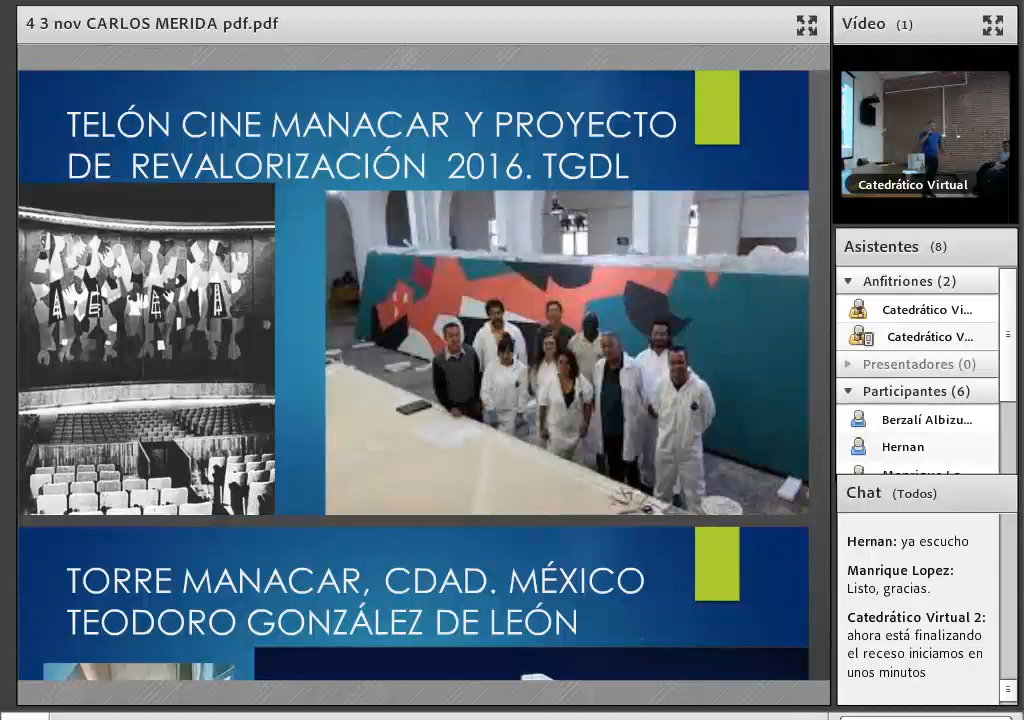 4 3 nov CARLOS MERIDA pdf.pdf
TELÓN CINE MANACAR Y PROYECTO
DE REVALORIZACIÓN 2016. TGDL
TORRE MANACAR, CDAD. MÉXICO
TEODORO GONZÁLEZ DE LEÓN
Vídeo (1)
Catedrático Virtual
Asistentes (8)
Anfitriones (2)
Catedrático Vi...
Catedrático V...
Presentadores (0)
Participantes (6)
Berzalí Albizu...
Hernan
Chat (Todos)
Hernan: ya escucho
Manrique Lopez:
Listo, gracias.
Catedrático Virtual 2:
ahora está finalizando
el receso iniciamos en
unos minutos